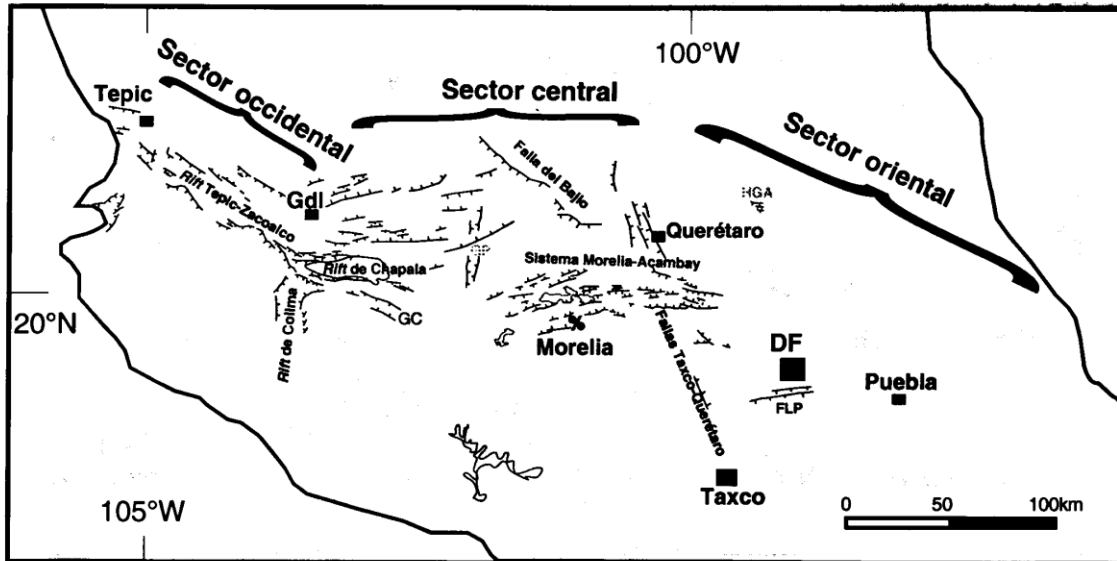 100°W
Sector occidental
Sector central
Sector oriental
Tepic
Falla del Bajío
Rift Tepic-Zacoalco
Gdl
HGA
Querétaro
Sistema Morelia-Acambay
Rift de Chapala
20°N
Rift de Colima
GC
Morelia
Fallas Taxco-Querétaro
DF
Puebla
FLP
Taxco
105°W
0 50 100km